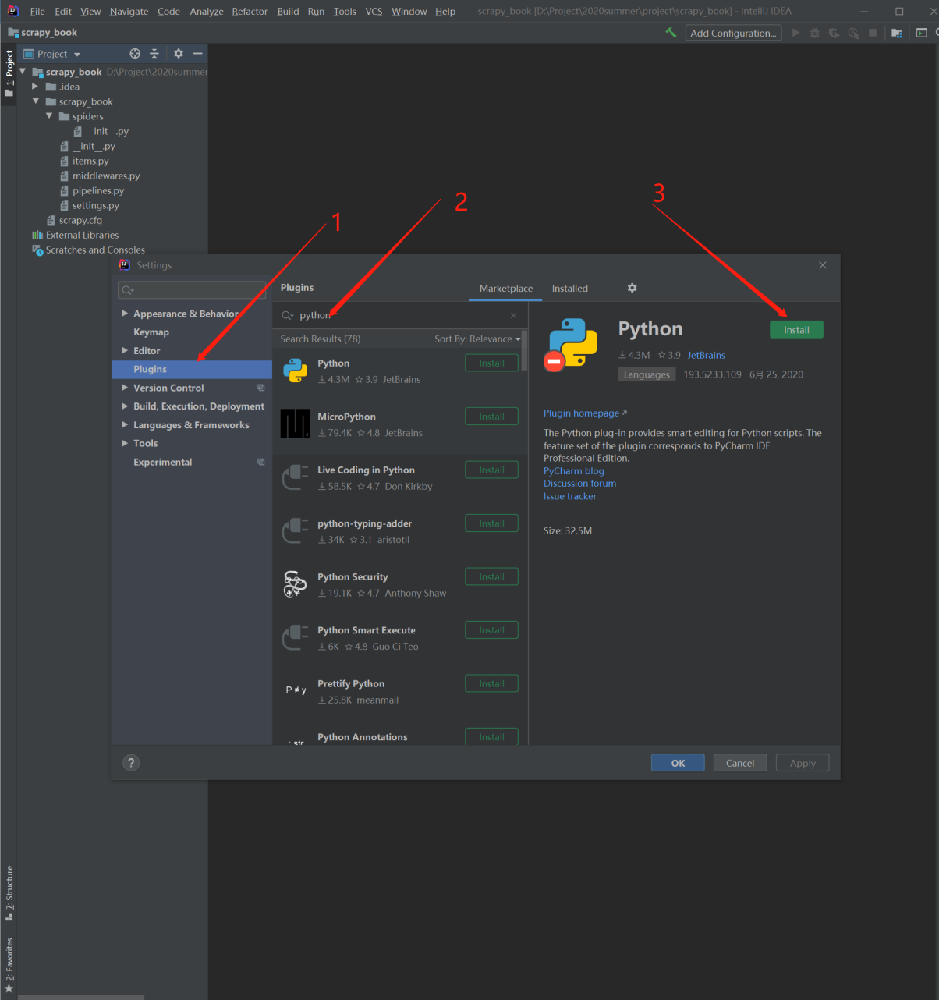 File Edit View Navigate Code Analyze Refactor Build Run Tools VCS Window Help scrapy_book [D:\Project\2020summer\project\scrapy_book] - IntelliJ IDEA
scrapy_book
Add Configuration...
1: Project
Project
scrapy_book D:\Project\2020summer
.idea
scrapy_book
spiders
__init__.py
__init__.py
items.py
middlewares.py
pipelines.py
settings.py
scrapy.cfg
External Libraries
Scratches and Consoles
1
2
3
Settings
Appearance & Behavior
Keymap
Editor
Plugins
Version Control
Build, Execution, Deployment
Languages & Frameworks
Tools
Experimental
Plugins
Marketplace Installed
python
Search Results (78) Sort By: Relevance
Python Install
4.3M 3.9 JetBrains
MicroPython Install
79.4K 4.8 JetBrains
Live Coding in Python Install
58.5K 4.7 Don Kirkby
python-typing-adder Install
34K 3.1 aristotll
Python Security Install
19.1K 4.7 Anthony Shaw
Python Smart Execute Install
6K 4.8 Guo Ci Teo
P ≠ y
Prettify Python Install
25.8K meanmail
: str
Python Annotations Install
Python
Install
4.3M 3.9 JetBrains
Languages 193.5233.109 6月 25, 2020
Plugin homepage ↗
The Python plug-in provides smart editing for Python scripts. The
feature set of the plugin corresponds to PyCharm IDE
Professional Edition.
PyCharm blog
Discussion forum
Issue tracker
Size: 32.5M
?
OK Cancel Apply
7: Structure
2: Favorites